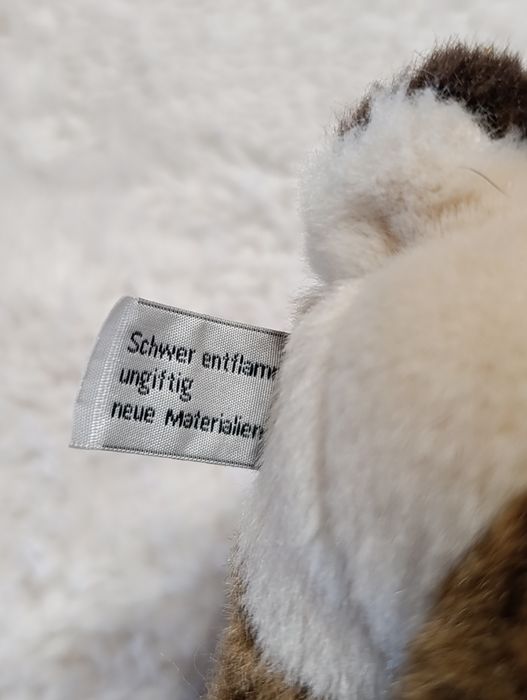 Schwer entflamm
ungiftig
neue Materialien